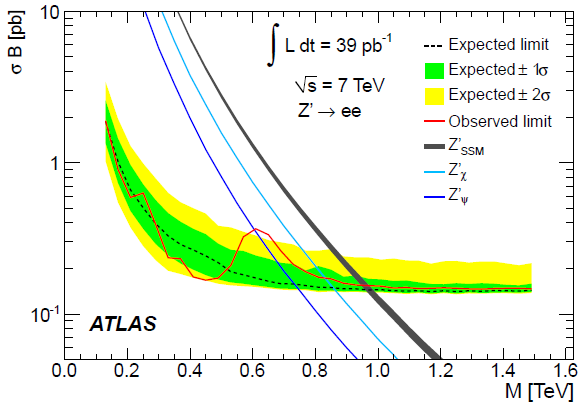 σ B [pb]
10
1
10⁻¹
∫ L dt = 39 pb⁻¹
√s = 7 TeV
Z' → ee
Expected limit
Expected ± 1σ
Expected ± 2σ
Observed limit
Z'SSM
Z'χ
Z'ψ
ATLAS
0.0 0.2 0.4 0.6 0.8 1.0 1.2 1.4 1.6
M [TeV]